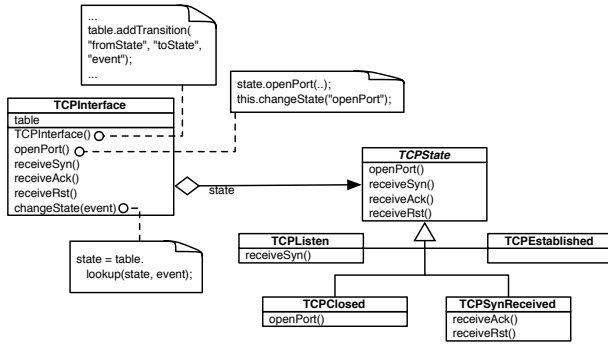 ...
table.addTransition(
"fromState", "toState",
"event");
...
state.openPort(..);
this.changeState("openPort");
TCPInterface
table
TCPInterface()
openPort()
receiveSyn()
receiveAck()
receiveRst()
changeState(event)
state
TCPState
openPort()
receiveSyn()
receiveAck()
receiveRst()
state = table.
lookup(state, event);
TCPListen
receiveSyn()
TCPEstablished
TCPClosed
openPort()
TCPSynReceived
receiveAck()
receiveRst()